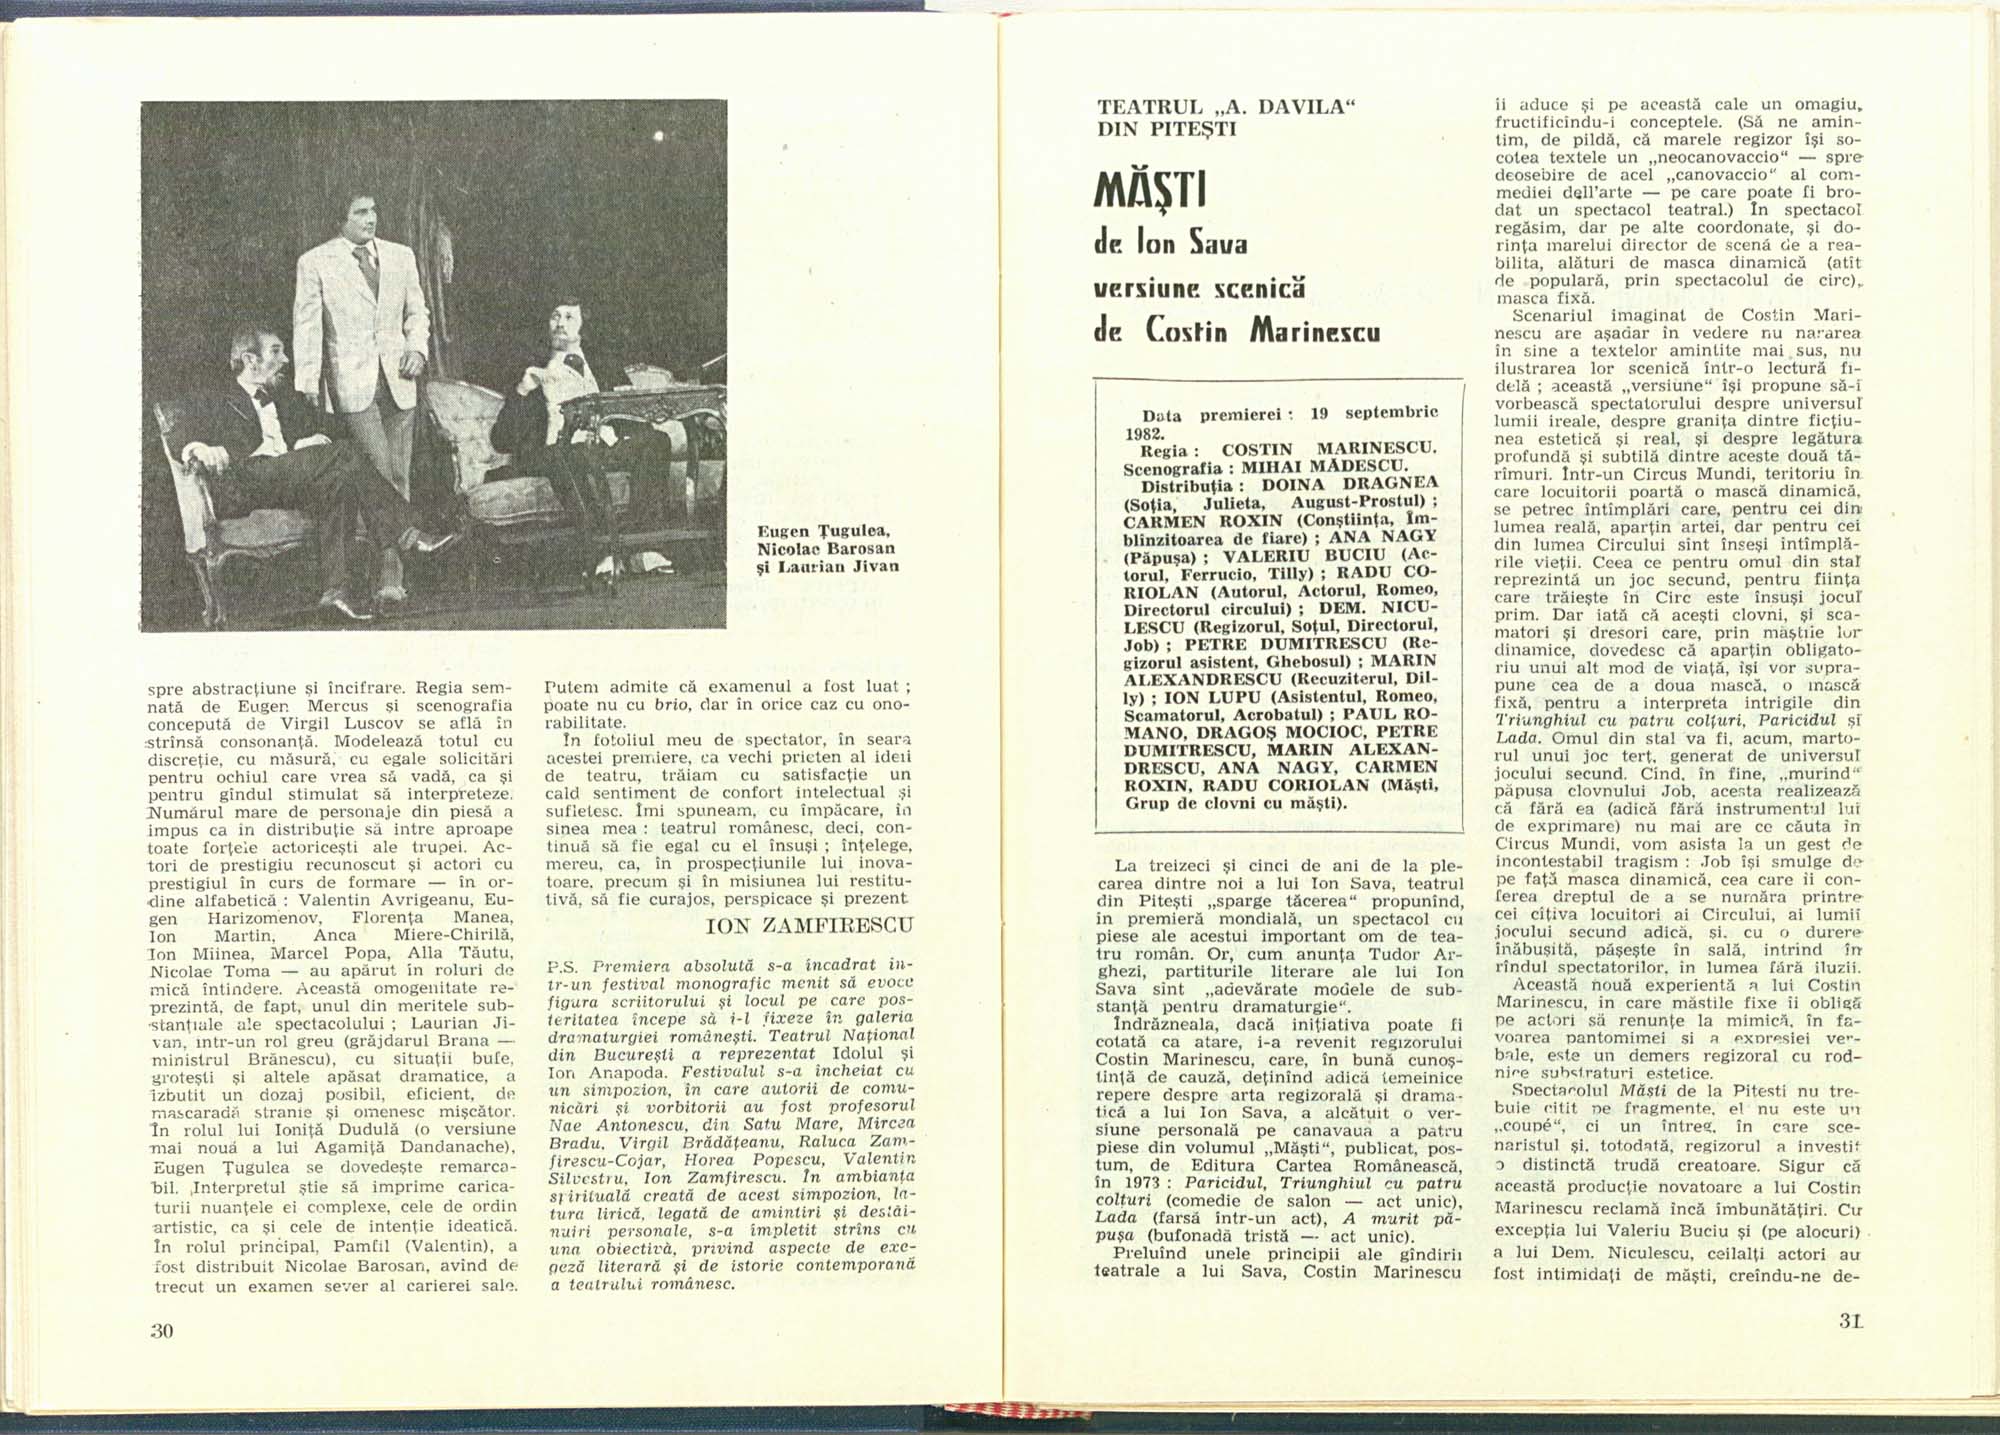 Eugen Țugulea,
Nicolae Barosan
și Laurian Jivan
spre abstracțiune și încifrare. Regia sem-
nată de Eugen Mercus și scenografia
concepută de Virgil Luscov se află în
strînsă consonanță. Modelează totul cu
discreție, cu măsură, cu egale solicitări
pentru ochiul care vrea să vadă, ca și
pentru gîndul stimulat să interpreteze.
Numărul mare de personaje din piesă a
impus ca în distribuție să intre aproape
toate forțele actoricești ale trupei. Ac-
tori de prestigiu recunoscut și actori cu
prestigiul în curs de formare — în or-
dine alfabetică : Valentin Avrigeanu, Eu-
gen Harizomenov, Florența Manea,
Ion Martin, Anca Miere-Chirilă,
Ion Miinea, Marcel Popa, Alla Tăutu,
Nicolae Toma — au apărut în roluri de
mică întindere. Această omogenitate re-
prezintă, de fapt, unul din meritele sub-
stanțiale ale spectacolului ; Laurian Ji-
van, într-un rol greu (grăjdarul Brana —
ministrul Brănescu), cu situații bufe,
grotești și altele apăsat dramatice, a
izbutit un dozaj posibil, eficient, de
mascaradă stranie și omenesc mișcător.
În rolul lui Ioniță Dudulă (o versiune
mai nouă a lui Agamiță Dandanache),
Eugen Țugulea se dovedește remarca-
bil. Interpretul știe să imprime carica-
turii nuanțele ei complexe, cele de ordin
artistic, ca și cele de intenție ideatică.
În rolul principal, Pamfil (Valentin), a
fost distribuit Nicolae Barosan, avînd de
trecut un examen sever al carierei sale.
Putem admite că examenul a fost luat ;
poate nu cu brio, dar în orice caz cu ono-
rabilitate.
În fotoliul meu de spectator, în seara
acestei premiere, ca vechi prieten al ideii
de teatru, trăiam cu satisfacție un
cald sentiment de confort intelectual și
sufletesc. Îmi spuneam, cu împăcare, în
sinea mea : teatrul românesc, deci, con-
tinuă să fie egal cu el însuși ; înțelege,
mereu, ca, în prospecțiunile lui inova-
toare, precum și în misiunea lui restitu-
tivă, să fie curajos, perspicace și prezent
ION ZAMFIRESCU
P.S. Premiera absolută s-a încadrat in-
tr-un festival monografic menit să evoce
figura scriitorului și locul pe care pos-
teritatea începe să i-l fixeze în galeria
dramaturgiei românești. Teatrul Național
din București a reprezentat Idolul și
Ion Anapoda. Festivalul s-a încheiat cu
un simpozion, în care autorii de comu-
nicări și vorbitorii au fost profesorul
Nae Antonescu, din Satu Mare, Mircea
Bradu, Virgil Brădățeanu, Raluca Zam-
firescu-Cojar, Horea Popescu, Valentin
Silvestru, Ion Zamfirescu. În ambianța
spirituală creată de acest simpozion, la-
tura lirică, legată de amintiri și destăi-
nuiri personale, s-a împletit strîns cu
una obiectivă, privind aspecte de exe-
geză literară și de istorie contemporană
a teatrului românesc.
30
TEATRUL „A. DAVILA“
DIN PITEȘTI
MĂȘTI
de Ion Sava
versiune scenică
de Costin Marinescu
Data premierei : 19 septembrie
1982.
Regia : COSTIN MARINESCU.
Scenografia : MIHAI MĂDESCU.
Distribuția : DOINA DRAGNEA
(Soția, Julieta, August-Prostul) ;
CARMEN ROXIN (Conștiința, Îm-
blînzitoarea de fiare) ; ANA NAGY
(Păpușa) ; VALERIU BUCIU (Ac-
torul, Ferrucio, Tilly) ; RADU CO-
RIOLAN (Autorul, Actorul, Romeo,
Directorul circului) ; DEM. NICU-
LESCU (Regizorul, Soțul, Directorul,
Job) ; PETRE DUMITRESCU (Re-
gizorul asistent, Ghebosul) ; MARIN
ALEXANDRESCU (Recuziterul, Dil-
ly) ; ION LUPU (Asistentul, Romeo,
Scamatorul, Acrobatul) ; PAUL RO-
MANO, DRAGOȘ MOCIOC, PETRE
DUMITRESCU, MARIN ALEXAN-
DRESCU, ANA NAGY, CARMEN
ROXIN, RADU CORIOLAN (Măști,
Grup de clovni cu măști).
La treizeci și cinci de ani de la ple-
carea dintre noi a lui Ion Sava, teatrul
din Pitești „sparge tăcerea“ propunînd,
în premieră mondială, un spectacol cu
piese ale acestui important om de tea-
tru român. Or, cum anunța Tudor Ar-
ghezi, partiturile literare ale lui Ion
Sava sînt „adevărate modele de sub-
stanță pentru dramaturgie“.
Îndrăzneala, dacă inițiativa poate fi
cotată ca atare, i-a revenit regizorului
Costin Marinescu, care, în bună cunoș-
tință de cauză, deținînd adică temeinice
repere despre arta regizorală și drama-
tică a lui Ion Sava, a alcătuit o ver-
siune personală pe canavaua a patru
piese din volumul „Măști“, publicat, pos-
tum, de Editura Cartea Românească,
în 1973 : Paricidul, Triunghiul cu patru
colțuri (comedie de salon — act unic),
Lada (farsă într-un act), A murit pă-
pușa (bufonadă tristă — act unic).
Preluînd unele principii ale gîndirii
teatrale a lui Sava, Costin Marinescu
îi aduce și pe această cale un omagiu,
fructificîndu-i conceptele. (Să ne amin-
tim, de pildă, că marele regizor își so-
cotea textele un „neocanovaccio“ — spre
deosebire de acel „canovaccio“ al com-
mediei dell'arte — pe care poate fi bro-
dat un spectacol teatral.) În spectacol
regăsim, dar pe alte coordonate, și do-
rința marelui director de scenă de a rea-
bilita, alături de masca dinamică (atît
de populară, prin spectacolul de circ),
masca fixă.
Scenariul imaginat de Costin Mari-
nescu are așadar în vedere nu nararea
în sine a textelor amintite mai sus, nu
ilustrarea lor scenică într-o lectură fi-
delă ; această „versiune“ își propune să-i
vorbească spectatorului despre universul
lumii ireale, despre granița dintre ficțiu-
nea estetică și real, și despre legătura
profundă și subtilă dintre aceste două tă-
rîmuri. Într-un Circus Mundi, teritoriu în
care locuitorii poartă o mască dinamică,
se petrec întîmplări care, pentru cei din
lumea reală, aparțin artei, dar pentru cei
din lumea Circului sînt înseși întîmplă-
rile vieții. Ceea ce pentru omul din stal
reprezintă un joc secund, pentru ființa
care trăiește în Circ este însuși jocul
prim. Dar iată că acești clovni, și sca-
matori și dresori care, prin măștile lor
dinamice, dovedesc că aparțin obligato-
riu unui alt mod de viață, își vor supra-
pune cea de a doua mască, o mască
fixă, pentru a interpreta intrigile din
Triunghiul cu patru colțuri, Paricidul și
Lada. Omul din stal va fi, acum, marto-
rul unui joc terț, generat de universul
jocului secund. Cînd, în fine, „murind“
păpușa clovnului Job, acesta realizează
că fără ea (adică fără instrumentul lui
de exprimare) nu mai are ce căuta în
Circus Mundi, vom asista la un gest de
incontestabil tragism : Job își smulge de
pe față masca dinamică, cea care îi con-
ferea dreptul de a se număra printre
cei cîțiva locuitori ai Circului, ai lumii
jocului secund adică, și, cu o durere
înăbușită, pășește în sală, intrînd în
rîndul spectatorilor, în lumea fără iluzii.
Această nouă experiență a lui Costin
Marinescu, în care măștile fixe îi obligă
pe actori să renunțe la mimică, în fa-
voarea pantomimei și a expresiei ver-
bale, este un demers regizoral cu rod-
nice substraturi estetice.
Spectacolul Măști de la Pitești nu tre-
buie citit pe fragmente, el nu este un
„coupé“, ci un întreg, în care sce-
naristul și, totodată, regizorul a investit
o distinctă trudă creatoare. Sigur că
această producție novatoare a lui Costin
Marinescu reclamă încă îmbunătățiri. Cu
excepția lui Valeriu Buciu și (pe alocuri)
a lui Dem. Niculescu, ceilalți actori au
fost intimidați de măști, creîndu-ne de-
31